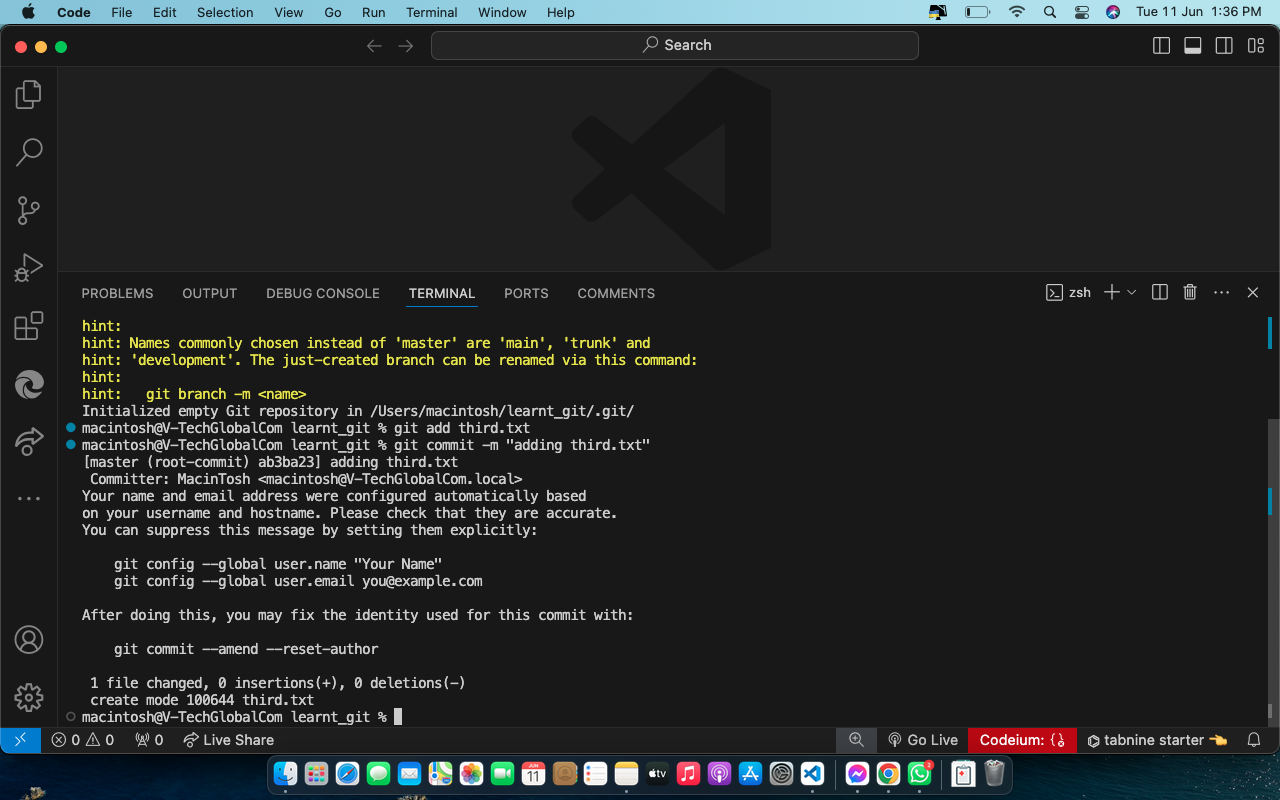 Code File Edit Selection View Go Run Terminal Window Help Tue 11 Jun 1:36 PM
Search
PROBLEMS OUTPUT DEBUG CONSOLE TERMINAL PORTS COMMENTS zsh
hint:
hint: Names commonly chosen instead of 'master' are 'main', 'trunk' and
hint: 'development'. The just-created branch can be renamed via this command:
hint:
hint:   git branch -m <name>
Initialized empty Git repository in /Users/macintosh/learnt_git/.git/
macintosh@V-TechGlobalCom learnt_git % git add third.txt
macintosh@V-TechGlobalCom learnt_git % git commit -m "adding third.txt"
[master (root-commit) ab3ba23] adding third.txt
 Committer: MacinTosh <macintosh@V-TechGlobalCom.local>
Your name and email address were configured automatically based
on your username and hostname. Please check that they are accurate.
You can suppress this message by setting them explicitly:
    git config --global user.name "Your Name"
    git config --global user.email you@example.com
After doing this, you may fix the identity used for this commit with:
    git commit --amend --reset-author
 1 file changed, 0 insertions(+), 0 deletions(-)
 create mode 100644 third.txt
macintosh@V-TechGlobalCom learnt_git %
0 0 0 Live Share Go Live Codeium: {} tabnine starter
JUN
11
tv
2